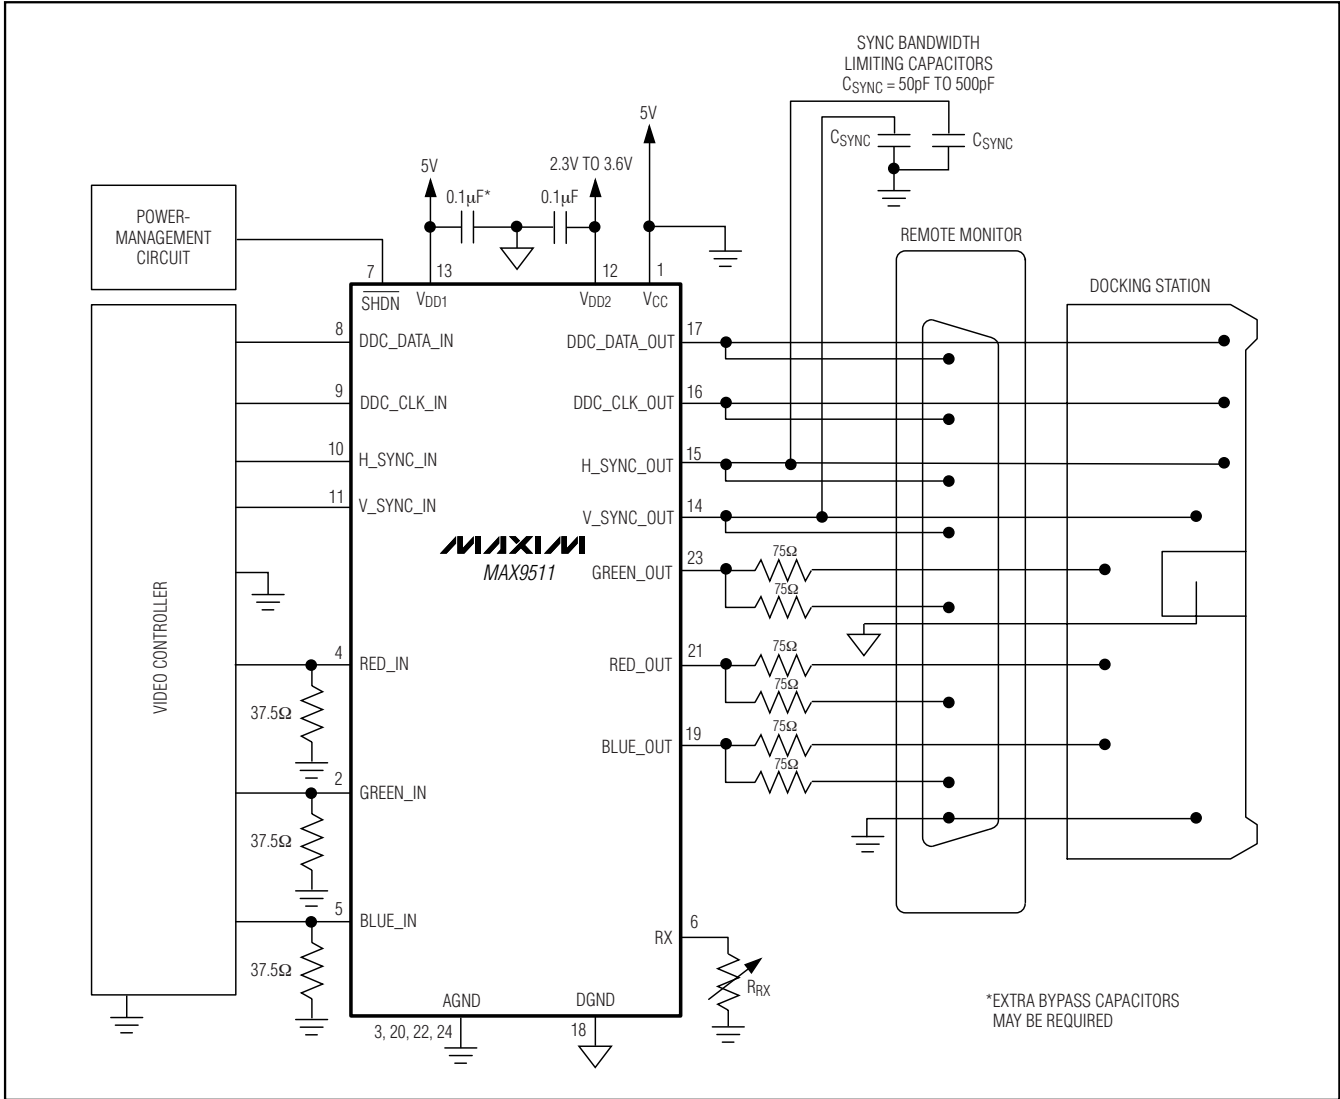 SYNC BANDWIDTH
LIMITING CAPACITORS
CSYNC = 50pF TO 500pF
CSYNC
CSYNC
5V
0.1µF*
0.1µF
2.3V TO 3.6V
5V
POWER-
MANAGEMENT
CIRCUIT
REMOTE MONITOR
DOCKING STATION
7
13
12
1
SHDN
VDD1
VDD2
VCC
8
DDC_DATA_IN
DDC_DATA_OUT
17
9
DDC_CLK_IN
DDC_CLK_OUT
16
10
H_SYNC_IN
H_SYNC_OUT
15
11
V_SYNC_IN
V_SYNC_OUT
14
MAXIM
MAX9511
GREEN_OUT
23
75Ω
75Ω
VIDEO CONTROLLER
4
RED_IN
RED_OUT
21
75Ω
75Ω
37.5Ω
BLUE_OUT
19
75Ω
75Ω
2
GREEN_IN
37.5Ω
5
BLUE_IN
37.5Ω
RX
6
RRX
AGND
DGND
3, 20, 22, 24
18
*EXTRA BYPASS CAPACITORS
MAY BE REQUIRED